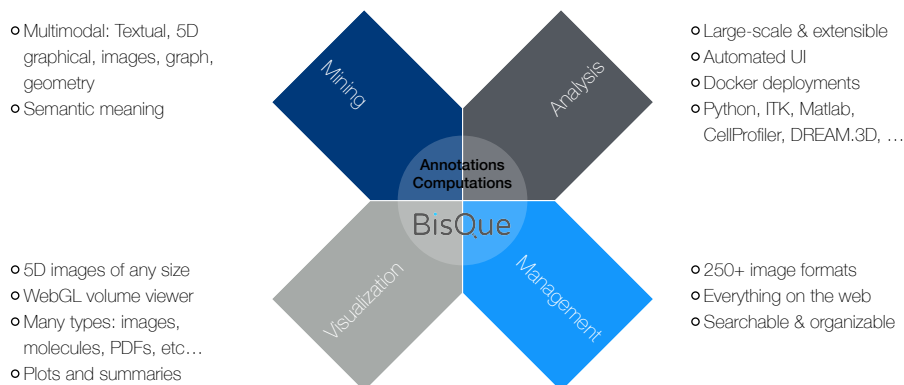 Multimodal: Textual, 5D
graphical, images, graph,
geometry
Semantic meaning
Mining
Analysis
Large-scale & extensible
Automated UI
Docker deployments
Python, ITK, Matlab,
CellProfiler, DREAM.3D, …
Annotations
Computations
BisQue
5D images of any size
WebGL volume viewer
Many types: images,
molecules, PDFs, etc…
Plots and summaries
Visualization
Management
250+ image formats
Everything on the web
Searchable & organizable